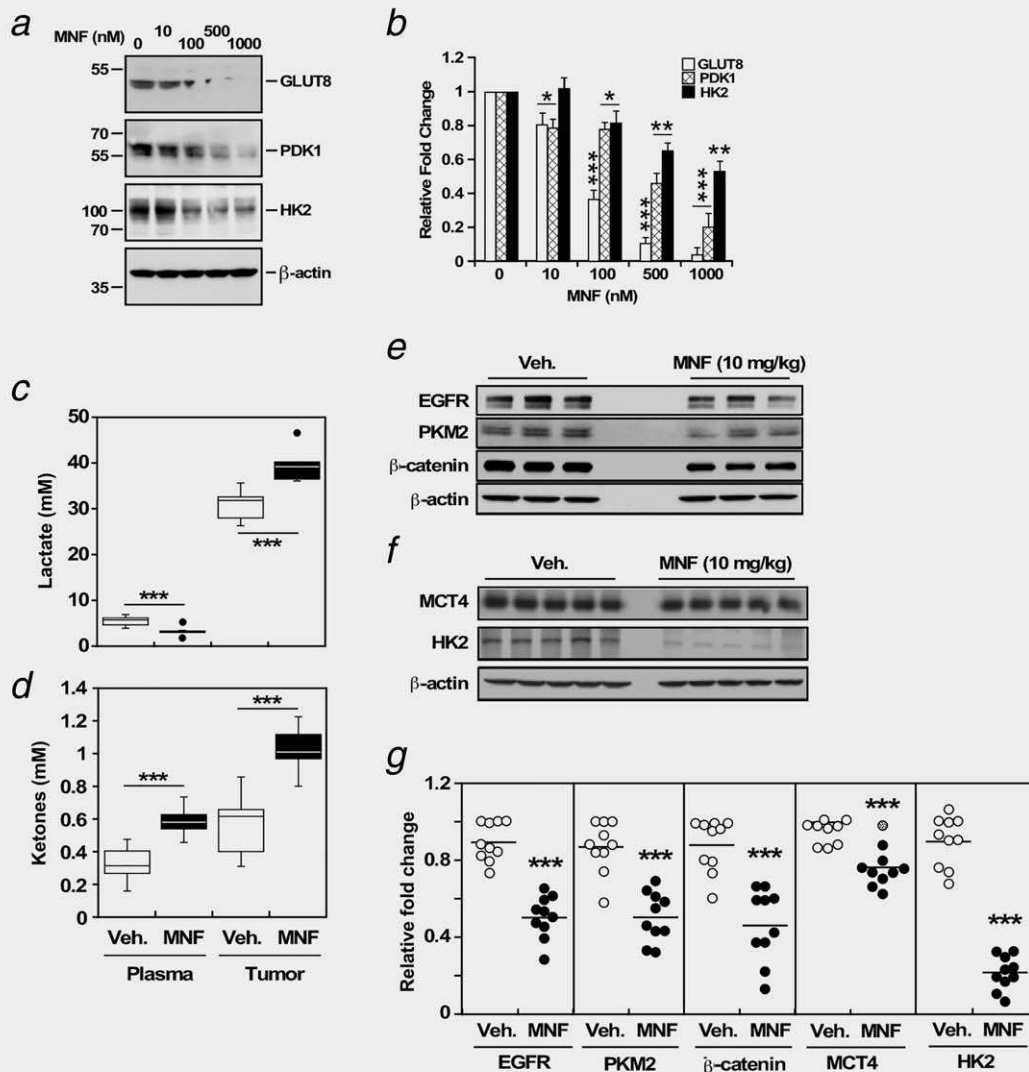 a
MNF (nM)
0 10 100 500 1000
55
GLUT8
70
55
PDK1
100
70
HK2
35
β-actin
b
Relative Fold Change
1.2
1
0.8
0.6
0.4
0.2
0
GLUT8
PDK1
HK2
*
***
*
***
**
***
**
0 10 100 500 1000
MNF (nM)
c
Lactate (mM)
50
40
30
20
10
0
***
***
d
Ketones (mM)
1.4
1.2
1
0.8
0.6
0.4
0.2
0
***
***
Veh. MNF Veh. MNF
Plasma Tumor
e
Veh. MNF (10 mg/kg)
EGFR
PKM2
β-catenin
β-actin
f
Veh. MNF (10 mg/kg)
MCT4
HK2
β-actin
g
Relative fold change
1.2
0.8
0.4
0
***
***
***
***
***
Veh. MNF Veh. MNF Veh. MNF Veh. MNF Veh. MNF
EGFR PKM2 β-catenin MCT4 HK2